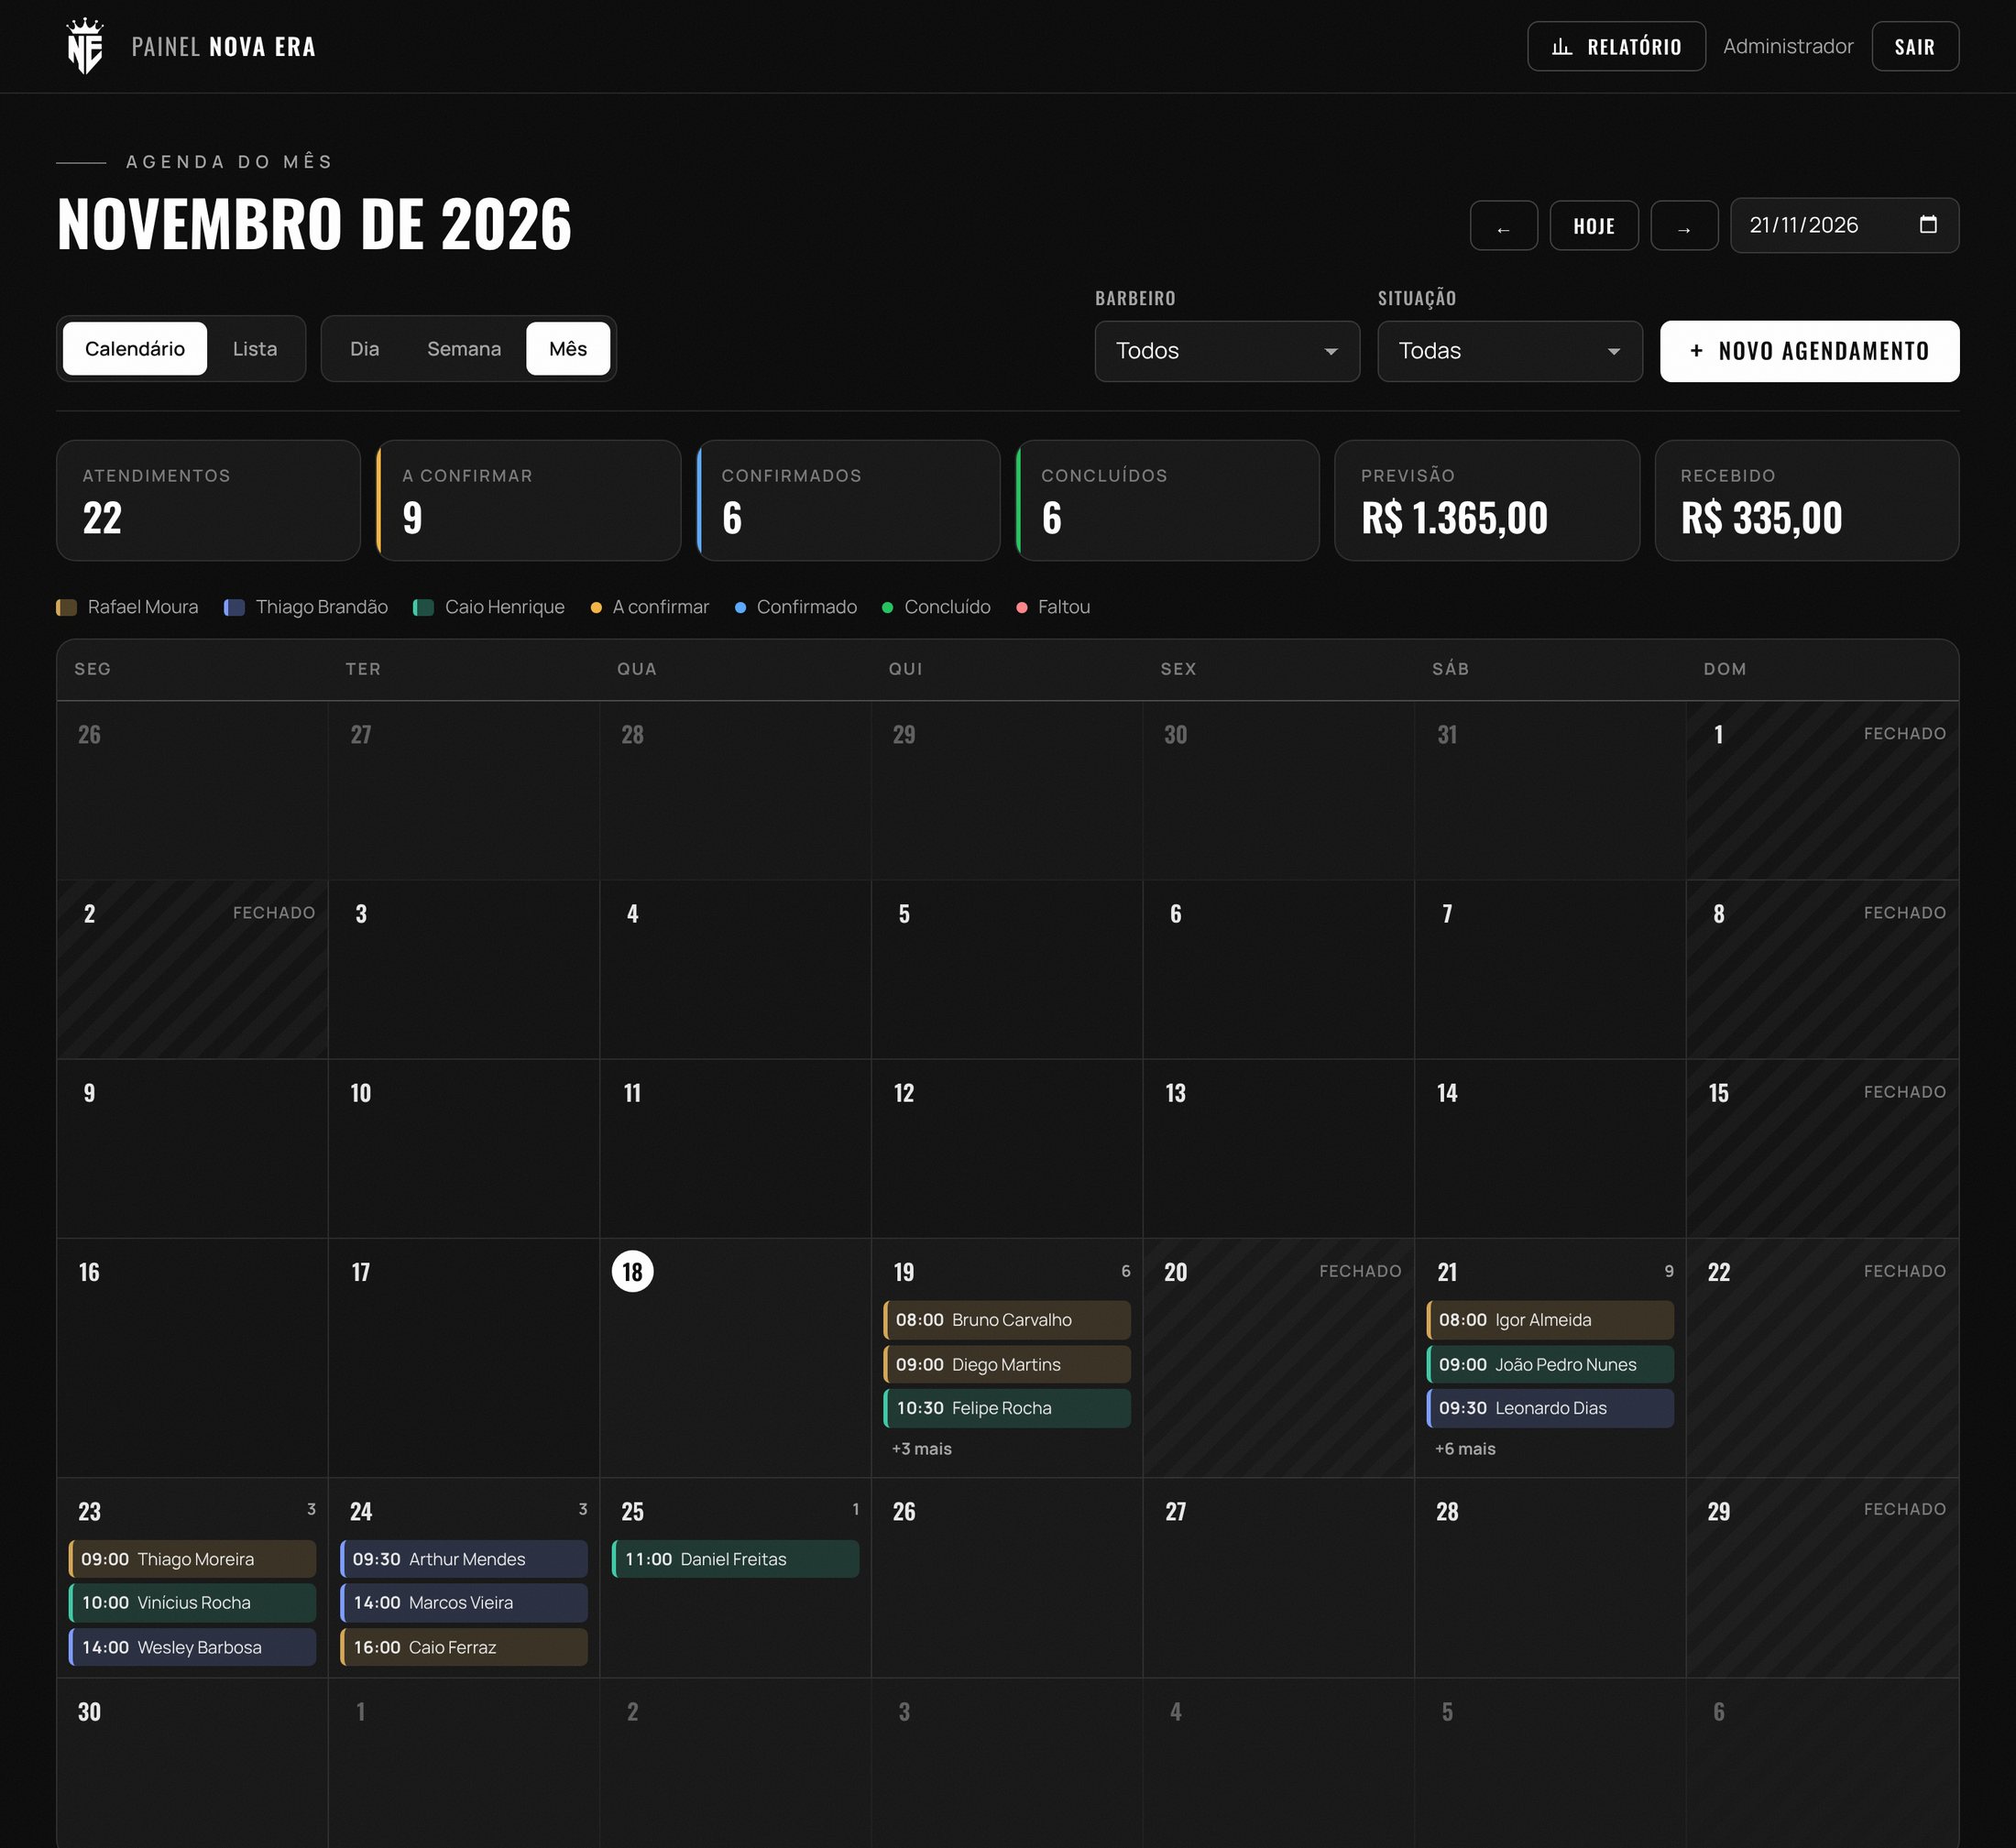 NE PAINEL NOVA ERA RELATÓRIO Administrador SAIR
AGENDA DO MÊS
NOVEMBRO DE 2026
← HOJE → 21/11/2026
BARBEIRO SITUAÇÃO
Calendário Lista Dia Semana Mês Todos Todas + NOVO AGENDAMENTO
ATENDIMENTOS A CONFIRMAR CONFIRMADOS CONCLUÍDOS PREVISÃO RECEBIDO
22 9 6 6 R$ 1.365,00 R$ 335,00
Rafael Moura Thiago Brandão Caio Henrique A confirmar Confirmado Concluído Faltou
SEG TER QUA QUI SEX SÁB DOM
26 27 28 29 30 31 1 FECHADO
2 FECHADO 3 4 5 6 7 8 FECHADO
9 10 11 12 13 14 15 FECHADO
16 17 18 19 6 20 FECHADO 21 9 22 FECHADO
08:00 Bruno Carvalho 08:00 Igor Almeida
09:00 Diego Martins 09:00 João Pedro Nunes
10:30 Felipe Rocha 09:30 Leonardo Dias
+3 mais +6 mais
23 3 24 3 25 1 26 27 28 29 FECHADO
09:00 Thiago Moreira 09:30 Arthur Mendes 11:00 Daniel Freitas
10:00 Vinícius Rocha 14:00 Marcos Vieira
14:00 Wesley Barbosa 16:00 Caio Ferraz
30 1 2 3 4 5 6